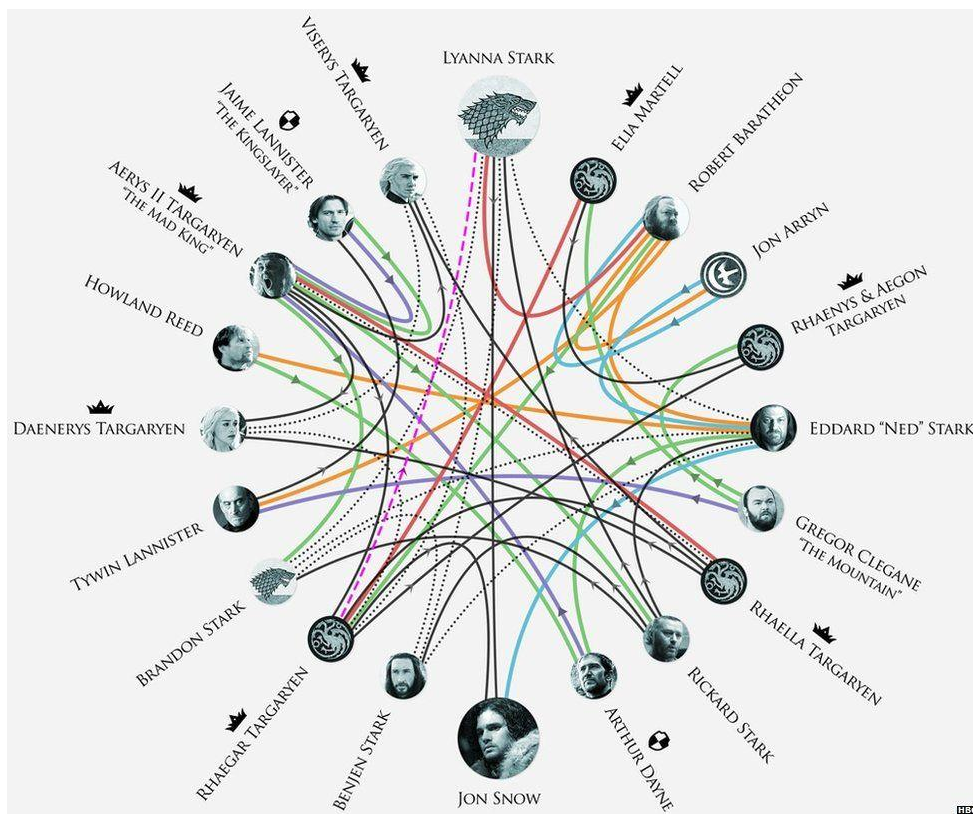 LYANNA STARK
ELIA MARTELL
ROBERT BARATHEON
JON ARRYN
RHAENYS & AEGON
TARGARYEN
EDDARD "NED" STARK
GREGOR CLEGANE
"THE MOUNTAIN"
RHAELLA TARGARYEN
RICKARD STARK
ARTHUR DAYNE
JON SNOW
BENJEN STARK
RHAEGAR TARGARYEN
BRANDON STARK
TYWIN LANNISTER
DAENERYS TARGARYEN
HOWLAND REED
AERYS II TARGARYEN
"THE MAD KING"
JAIME LANNISTER
"THE KINGSLAYER"
VISERYS TARGARYEN
HB